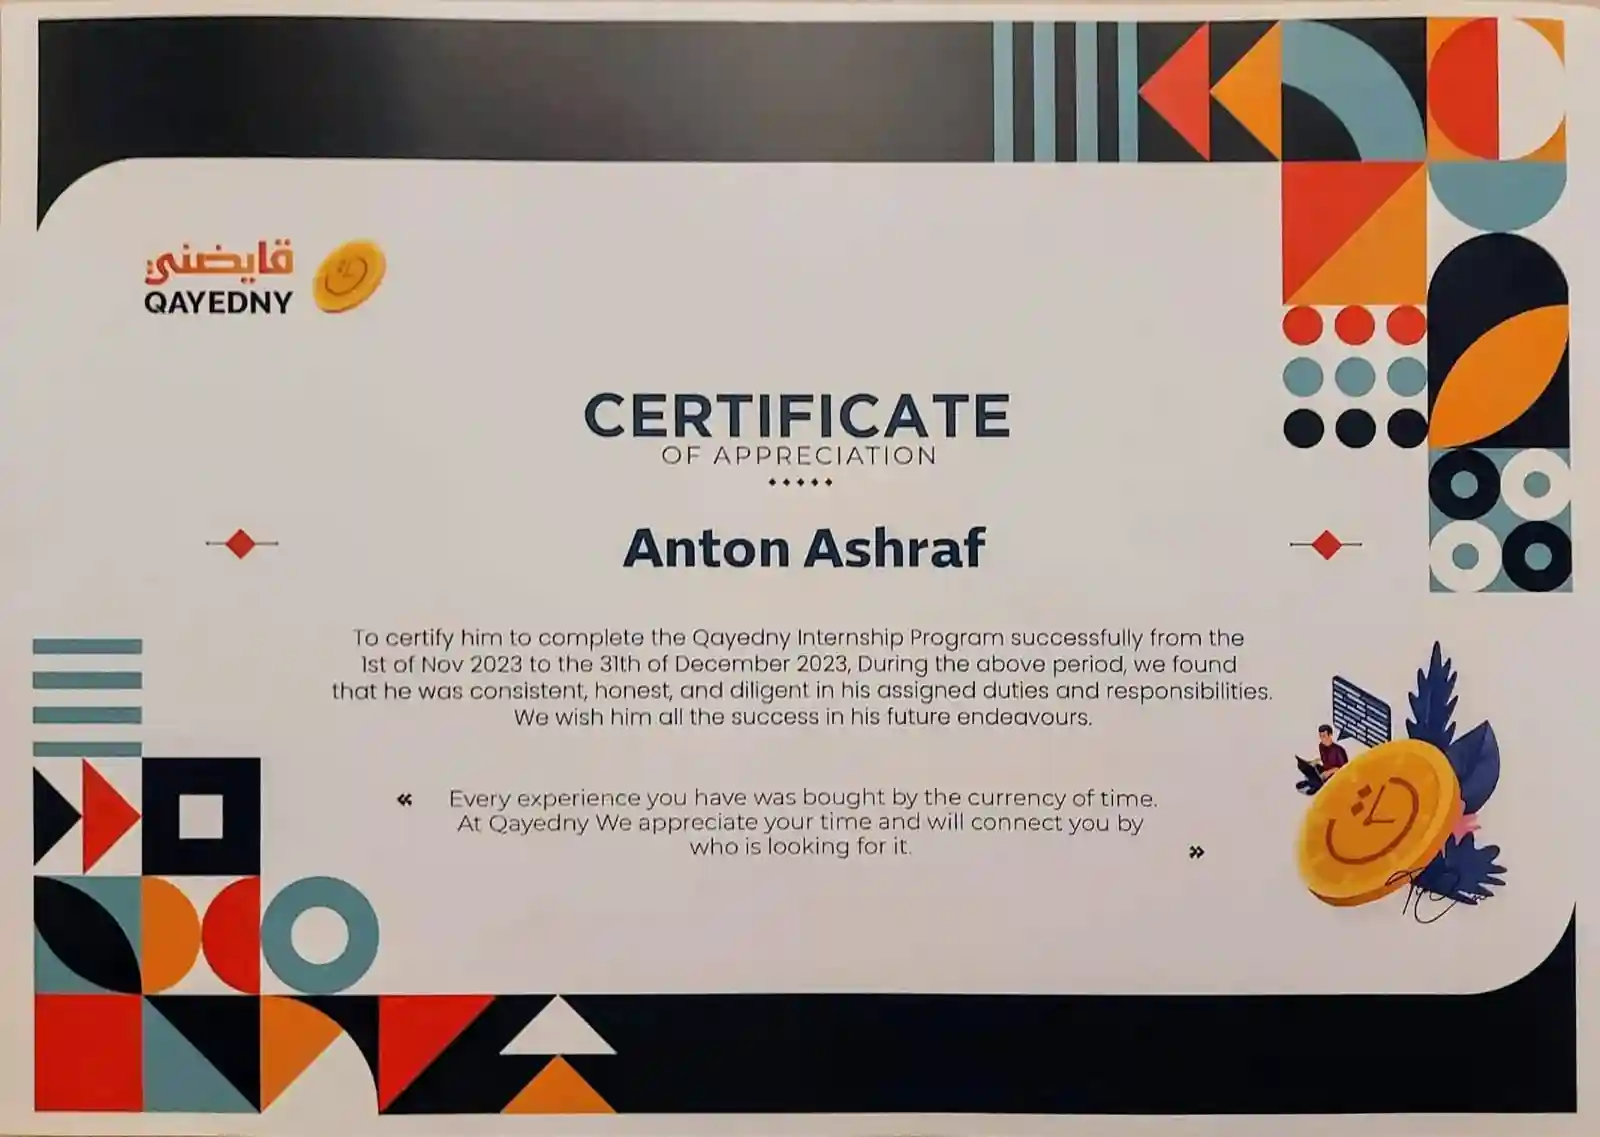 قايضني
QAYEDNY
CERTIFICATE
OF APPRECIATION
Anton Ashraf
To certify him to complete the Qayedny Internship Program successfully from the
1st of Nov 2023 to the 31th of December 2023, During the above period, we found
that he was consistent, honest, and diligent in his assigned duties and responsibilities.
We wish him all the success in his future endeavours.
« Every experience you have was bought by the currency of time.
At Qayedny We appreciate your time and will connect you by
who is looking for it. »